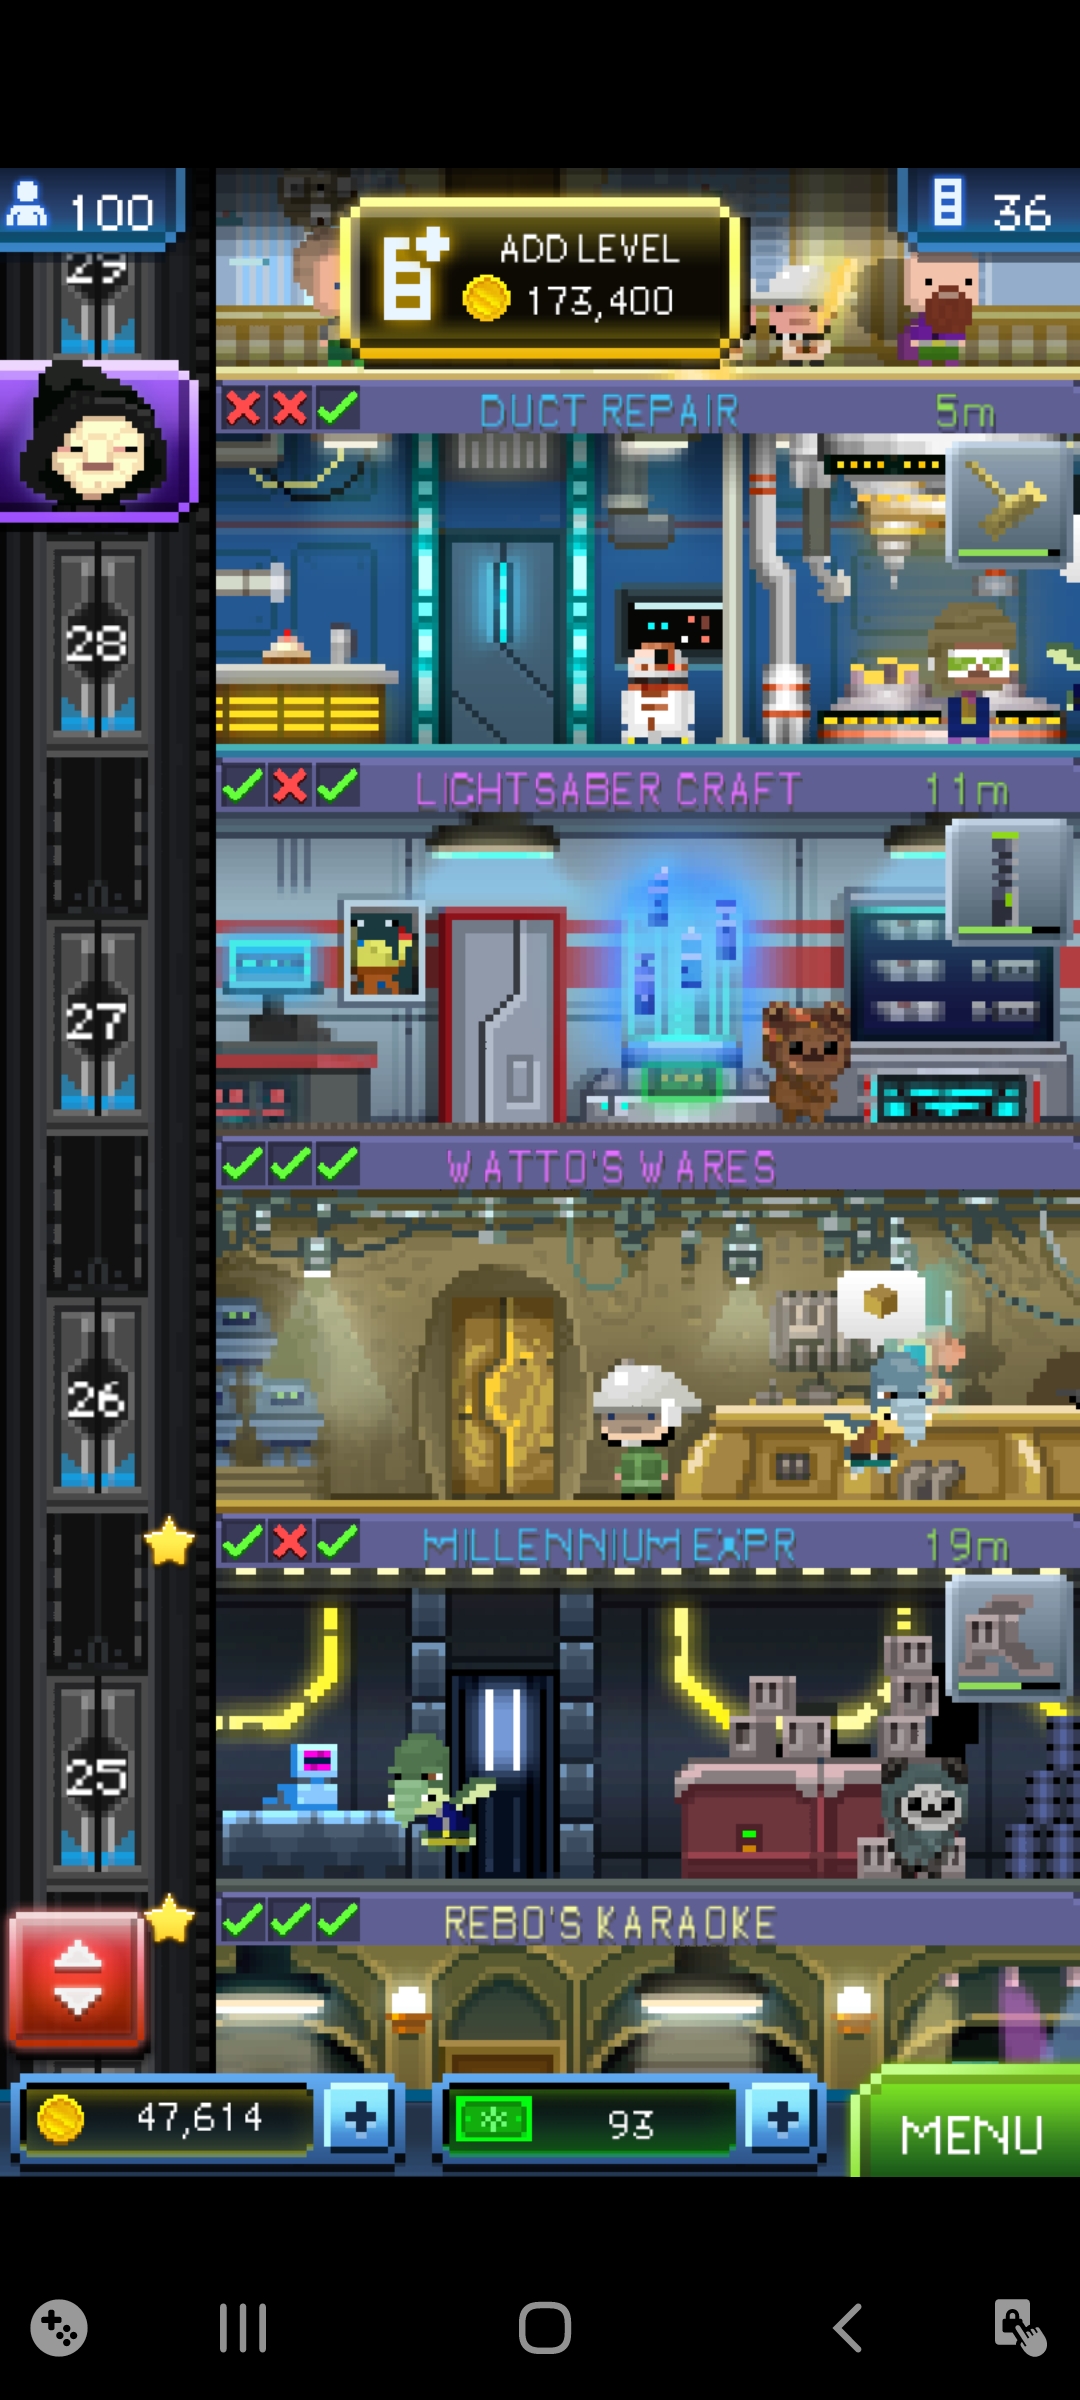 100
ADD LEVEL
173,400
36
29
DUCT REPAIR 5m
28
LIGHTSABER CRAFT 11m
27
WATTO'S WARES
26
MILLENNIUM EXPR 19m
25
REBO'S KARAOKE
47,614
93
MENU